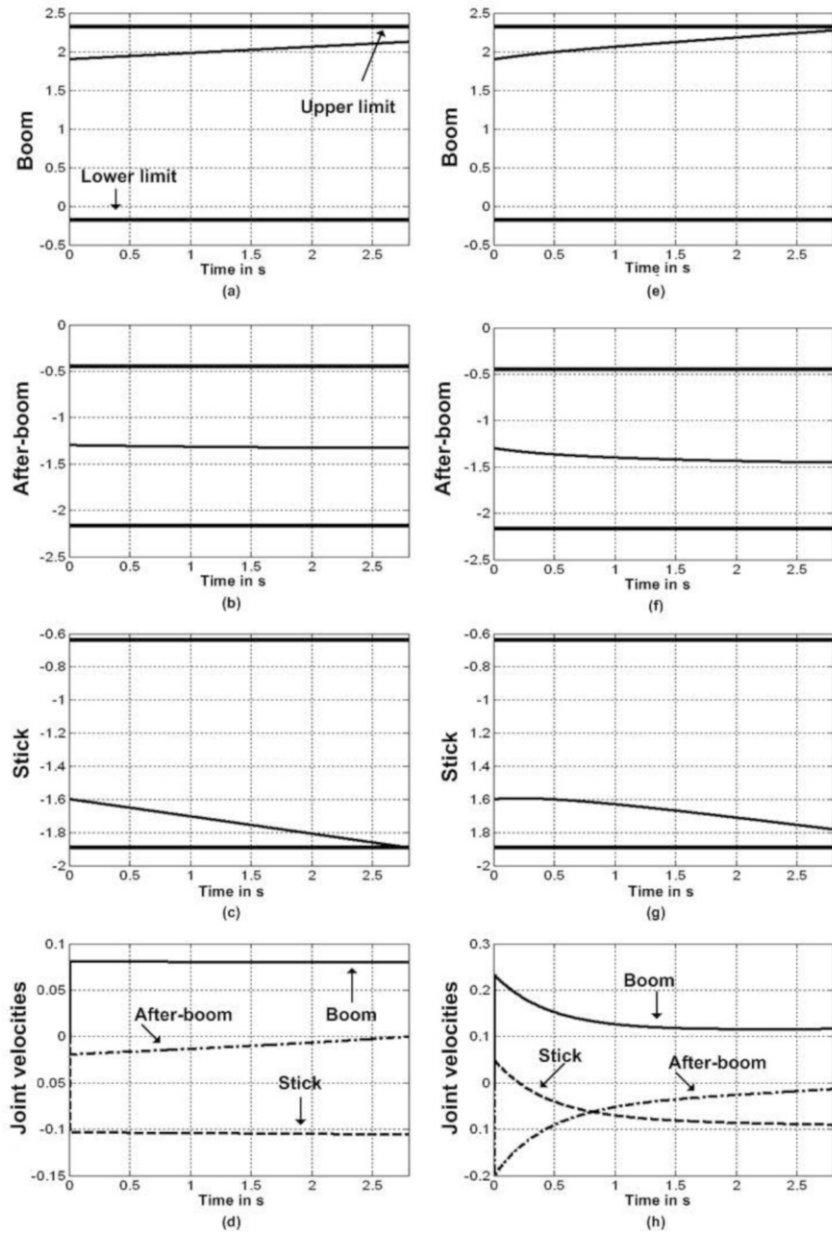 Boom
2.5
2
1.5
1
0.5
0
-0.5
Upper limit
Lower limit
0 0.5 1 1.5 2 2.5
Time in s
(a)
Boom
2.5
2
1.5
1
0.5
0
-0.5
0 0.5 1 1.5 2 2.5
Time in s
(e)
After-boom
0
-0.5
-1
-1.5
-2
-2.5
0 0.5 1 1.5 2 2.5
Time in s
(b)
After-boom
0
-0.5
-1
-1.5
-2
-2.5
0 0.5 1 1.5 2 2.5
Time in s
(f)
Stick
-0.6
-0.8
-1
-1.2
-1.4
-1.6
1.8
-2
0 0.5 1 1.5 2 2.5
Time in s
(c)
Stick
-0.6
-0.8
-1
-1.2
-1.4
1.6
1.8
-2
0 0.5 1 1.5 2 2.5
Time in s
(g)
Joint velocities
0.1
0.05
0
0.05
-0.1
-0.15
After-boom
Boom
Stick
0 0.5 1 1.5 2 2.5
Time in s
(d)
Joint velocities
0.3
0.2
0.1
0
0.1
-0.2
Boom
Stick
After-boom
0 0.5 1 1.5 2 2.5
Time in s
(h)